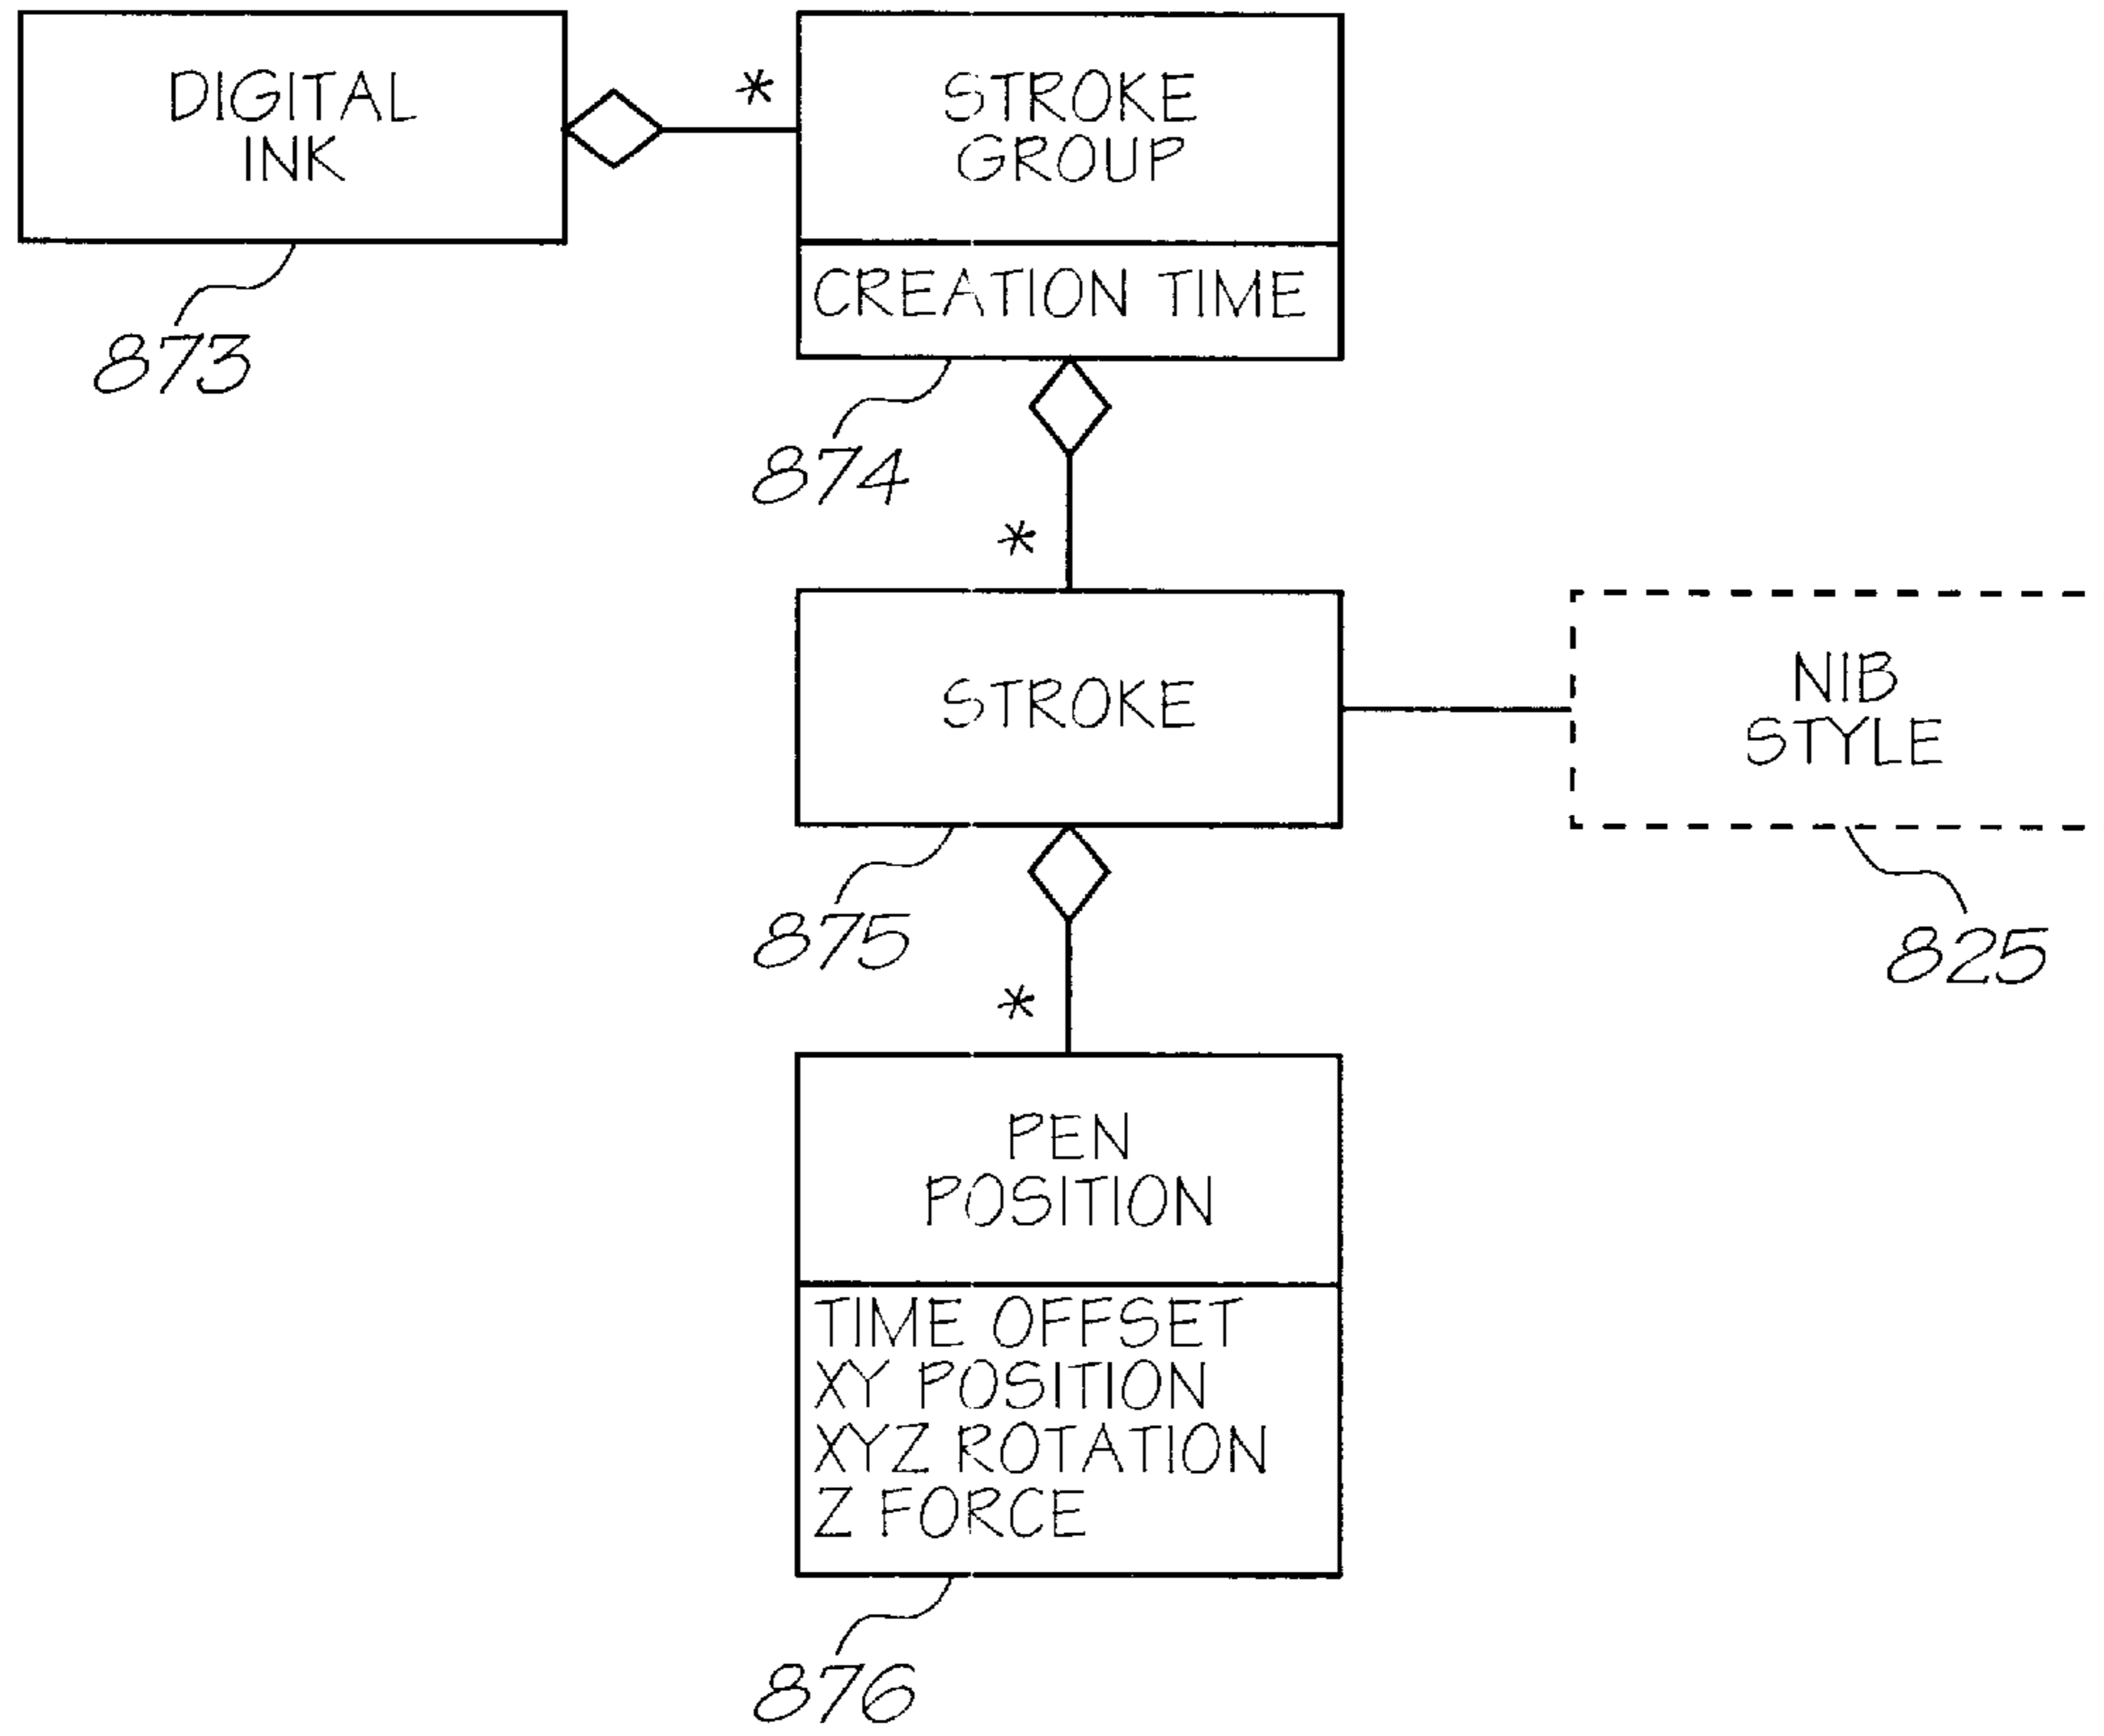 DIGITAL
INK
873
*
STROKE
GROUP
CREATION TIME
874
*
STROKE
875
NIB
STYLE
825
*
PEN
POSITION
TIME OFFSET
XY POSITION
XYZ ROTATION
Z FORCE
876